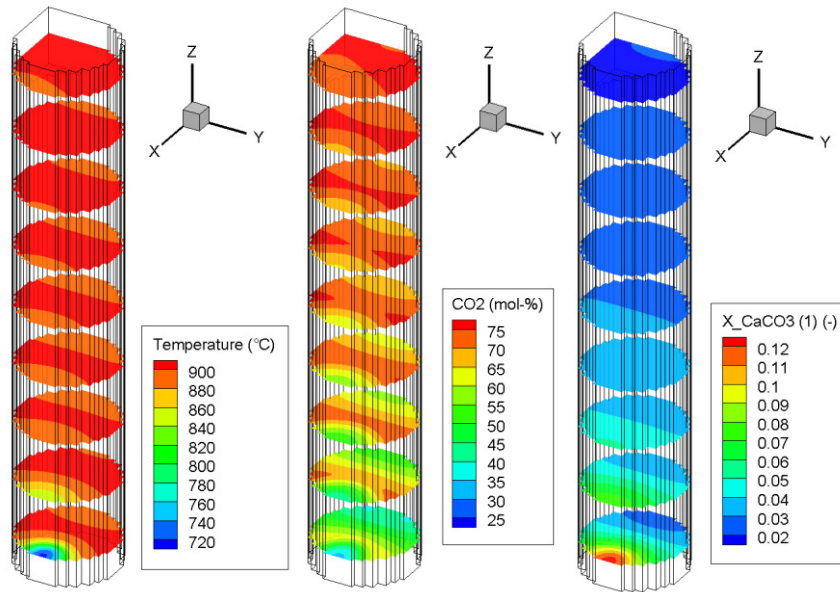 Z
X
Y
Z
X
Y
Z
X
Y
Temperature (°C)
900
880
860
840
820
800
780
760
740
720
CO2 (mol-%)
75
70
65
60
55
50
45
40
35
30
25
X_CaCO3 (1) (-)
0.12
0.11
0.1
0.09
0.08
0.07
0.06
0.05
0.04
0.03
0.02